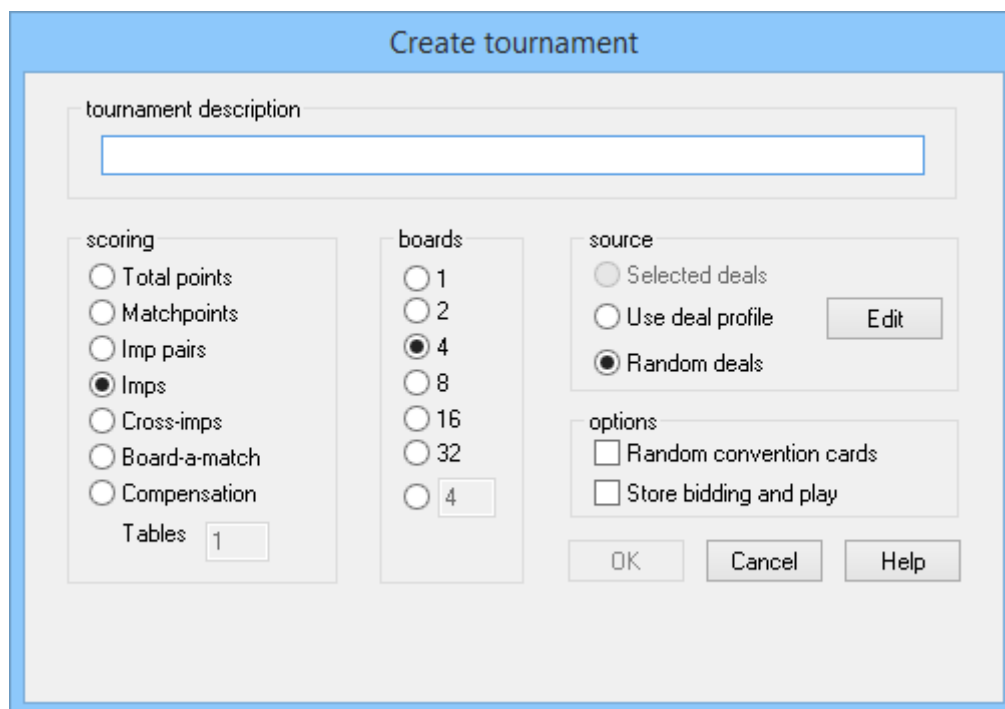 Create tournament
tournament description
scoring
Total points
Matchpoints
Imp pairs
Imps
Cross-imps
Board-a-match
Compensation
Tables 1
boards
1
2
4
8
16
32
4
source
Selected deals
Use deal profile Edit
Random deals
options
Random convention cards
Store bidding and play
OK Cancel Help